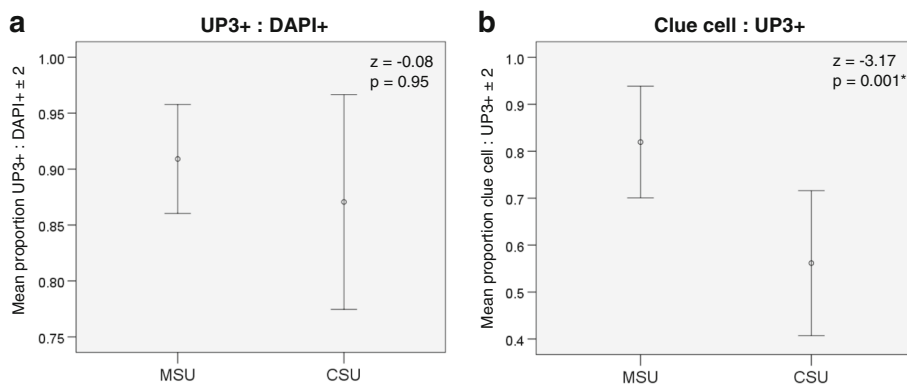 a
UP3+ : DAPI+
Mean proportion UP3+ : DAPI+ ± 2
1.00
0.95
0.90
0.85
0.80
0.75
z = -0.08
p = 0.95
MSU
CSU
b
Clue cell : UP3+
Mean proportion clue cell : UP3+ ± 2
1.0
0.9
0.8
0.7
0.6
0.5
0.4
z = -3.17
p = 0.001*
MSU
CSU